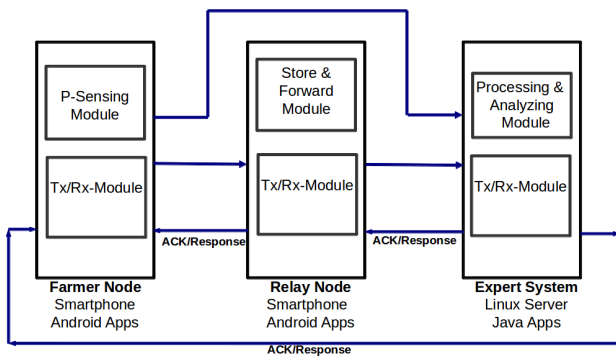 P-Sensing
Module
Store &
Forward
Module
Processing &
Analyzing
Module
Tx/Rx-Module
Tx/Rx-Module
Tx/Rx-Module
ACK/Response
ACK/Response
Farmer Node
Smartphone
Android Apps
Relay Node
Smartphone
Android Apps
Expert System
Linux Server
Java Apps
ACK/Response